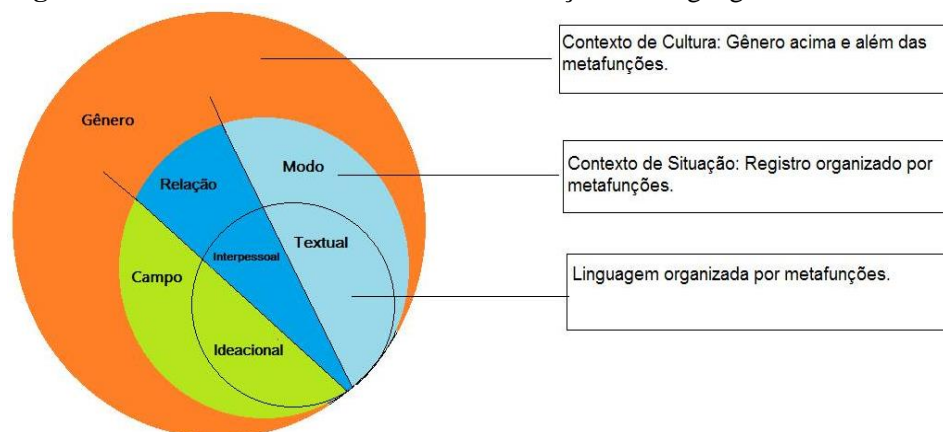 Contexto de Cultura: Gênero acima e além das
metafunções.
Gênero
Modo
Contexto de Situação: Registro organizado por
metafunções.
Relação
Textual
Interpessoal
Campo
Linguagem organizada por metafunções.
Ideacional